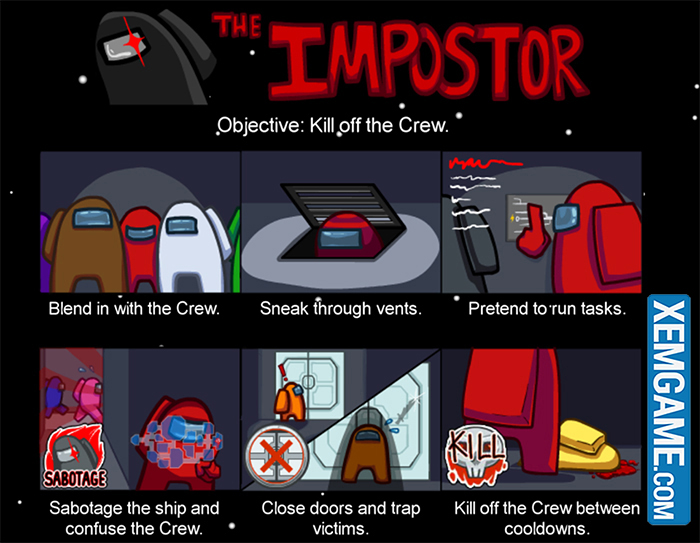 THE
IMPOSTOR
Objective: Kill off the Crew.
Blend in with the Crew.
Sneak through vents.
Pretend to run tasks.
SABOTAGE
Sabotage the ship and
confuse the Crew.
!
Close doors and trap
victims.
KILL
Kill off the Crew between
cooldowns.
XEMGAME.COM